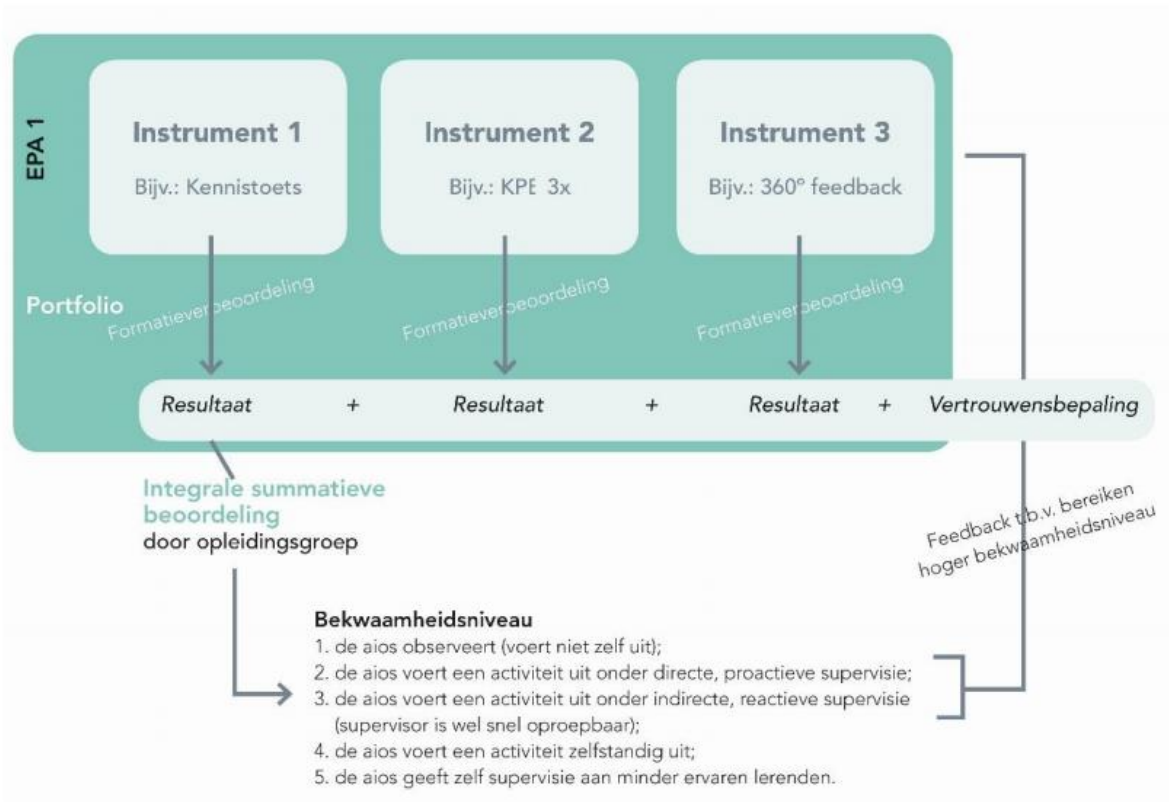 EPA 1
Instrument 1
Bijv.: Kennistoets
Instrument 2
Bijv.: KPE 3x
Instrument 3
Bijv.: 360° feedback
Portfolio
Formatieve beoordeling
Formatieve beoordeling
Formatieve beoordeling
Resultaat + Resultaat + Resultaat + Vertrouwensbepaling
Integrale summatieve
beoordeling
door opleidingsgroep
Feedback t.b.v. bereiken
hoger bekwaamheidsniveau
Bekwaamheidsniveau
1. de aios observeert (voert niet zelf uit);
2. de aios voert een activiteit uit onder directe, proactieve supervisie;
3. de aios voert een activiteit uit onder indirecte, reactieve supervisie
(supervisor is wel snel oproepbaar);
4. de aios voert een activiteit zelfstandig uit;
5. de aios geeft zelf supervisie aan minder ervaren lerenden.